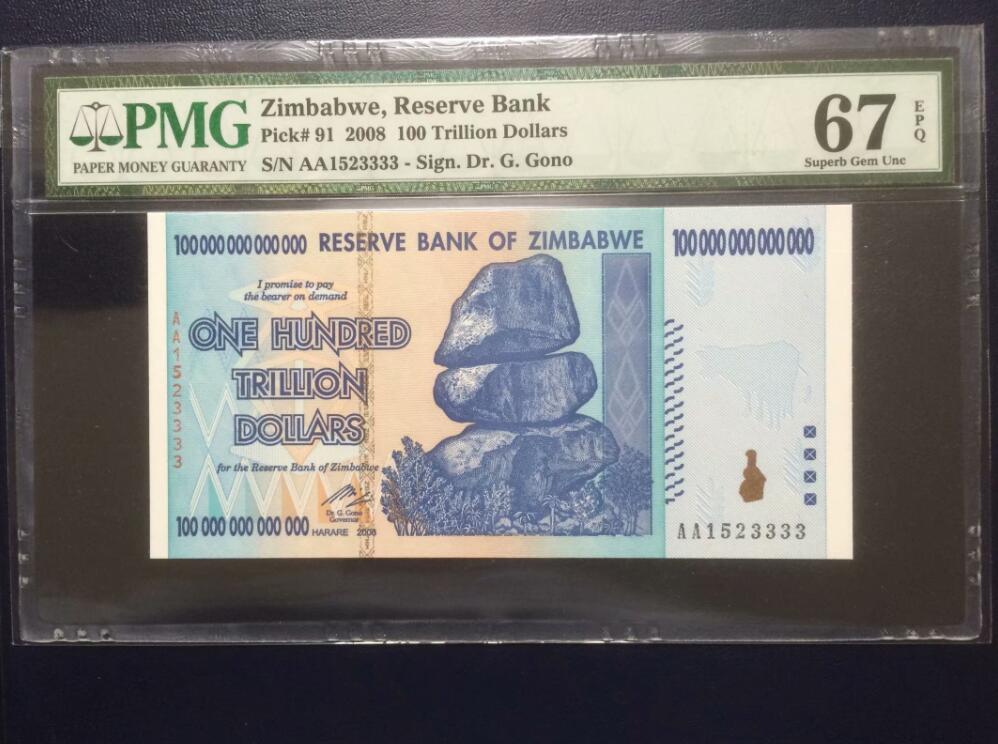 PMG
PAPER MONEY GUARANTY
Zimbabwe, Reserve Bank
Pick# 91 2008 100 Trillion Dollars
S/N AA1523333 - Sign. Dr. G. Gono
67
EPQ
Superb Gem Unc
PMG
100 000 000 000 000 RESERVE BANK OF ZIMBABWE 100 000 000 000 000
I promise to pay
the bearer on demand
ONE HUNDRED
TRILLION
DOLLARS
AA1523333
for the Reserve Bank of Zimbabwe
Dr G. Gono
Governor
100 000 000 000 000 HARARE 2008
AA1523333